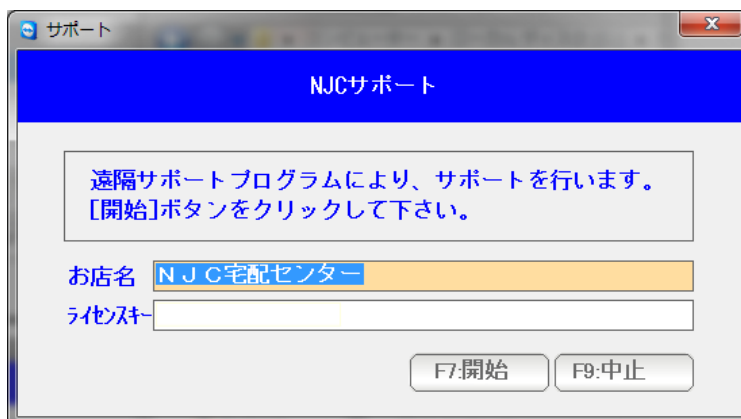 サポート
NJCサポート
遠隔サポートプログラムにより、サポートを行います。
[開始]ボタンをクリックして下さい。
お店名 ＮＪＣ宅配センター
ﾗｲｾﾝｽｷｰ
F7:開始 F9:中止